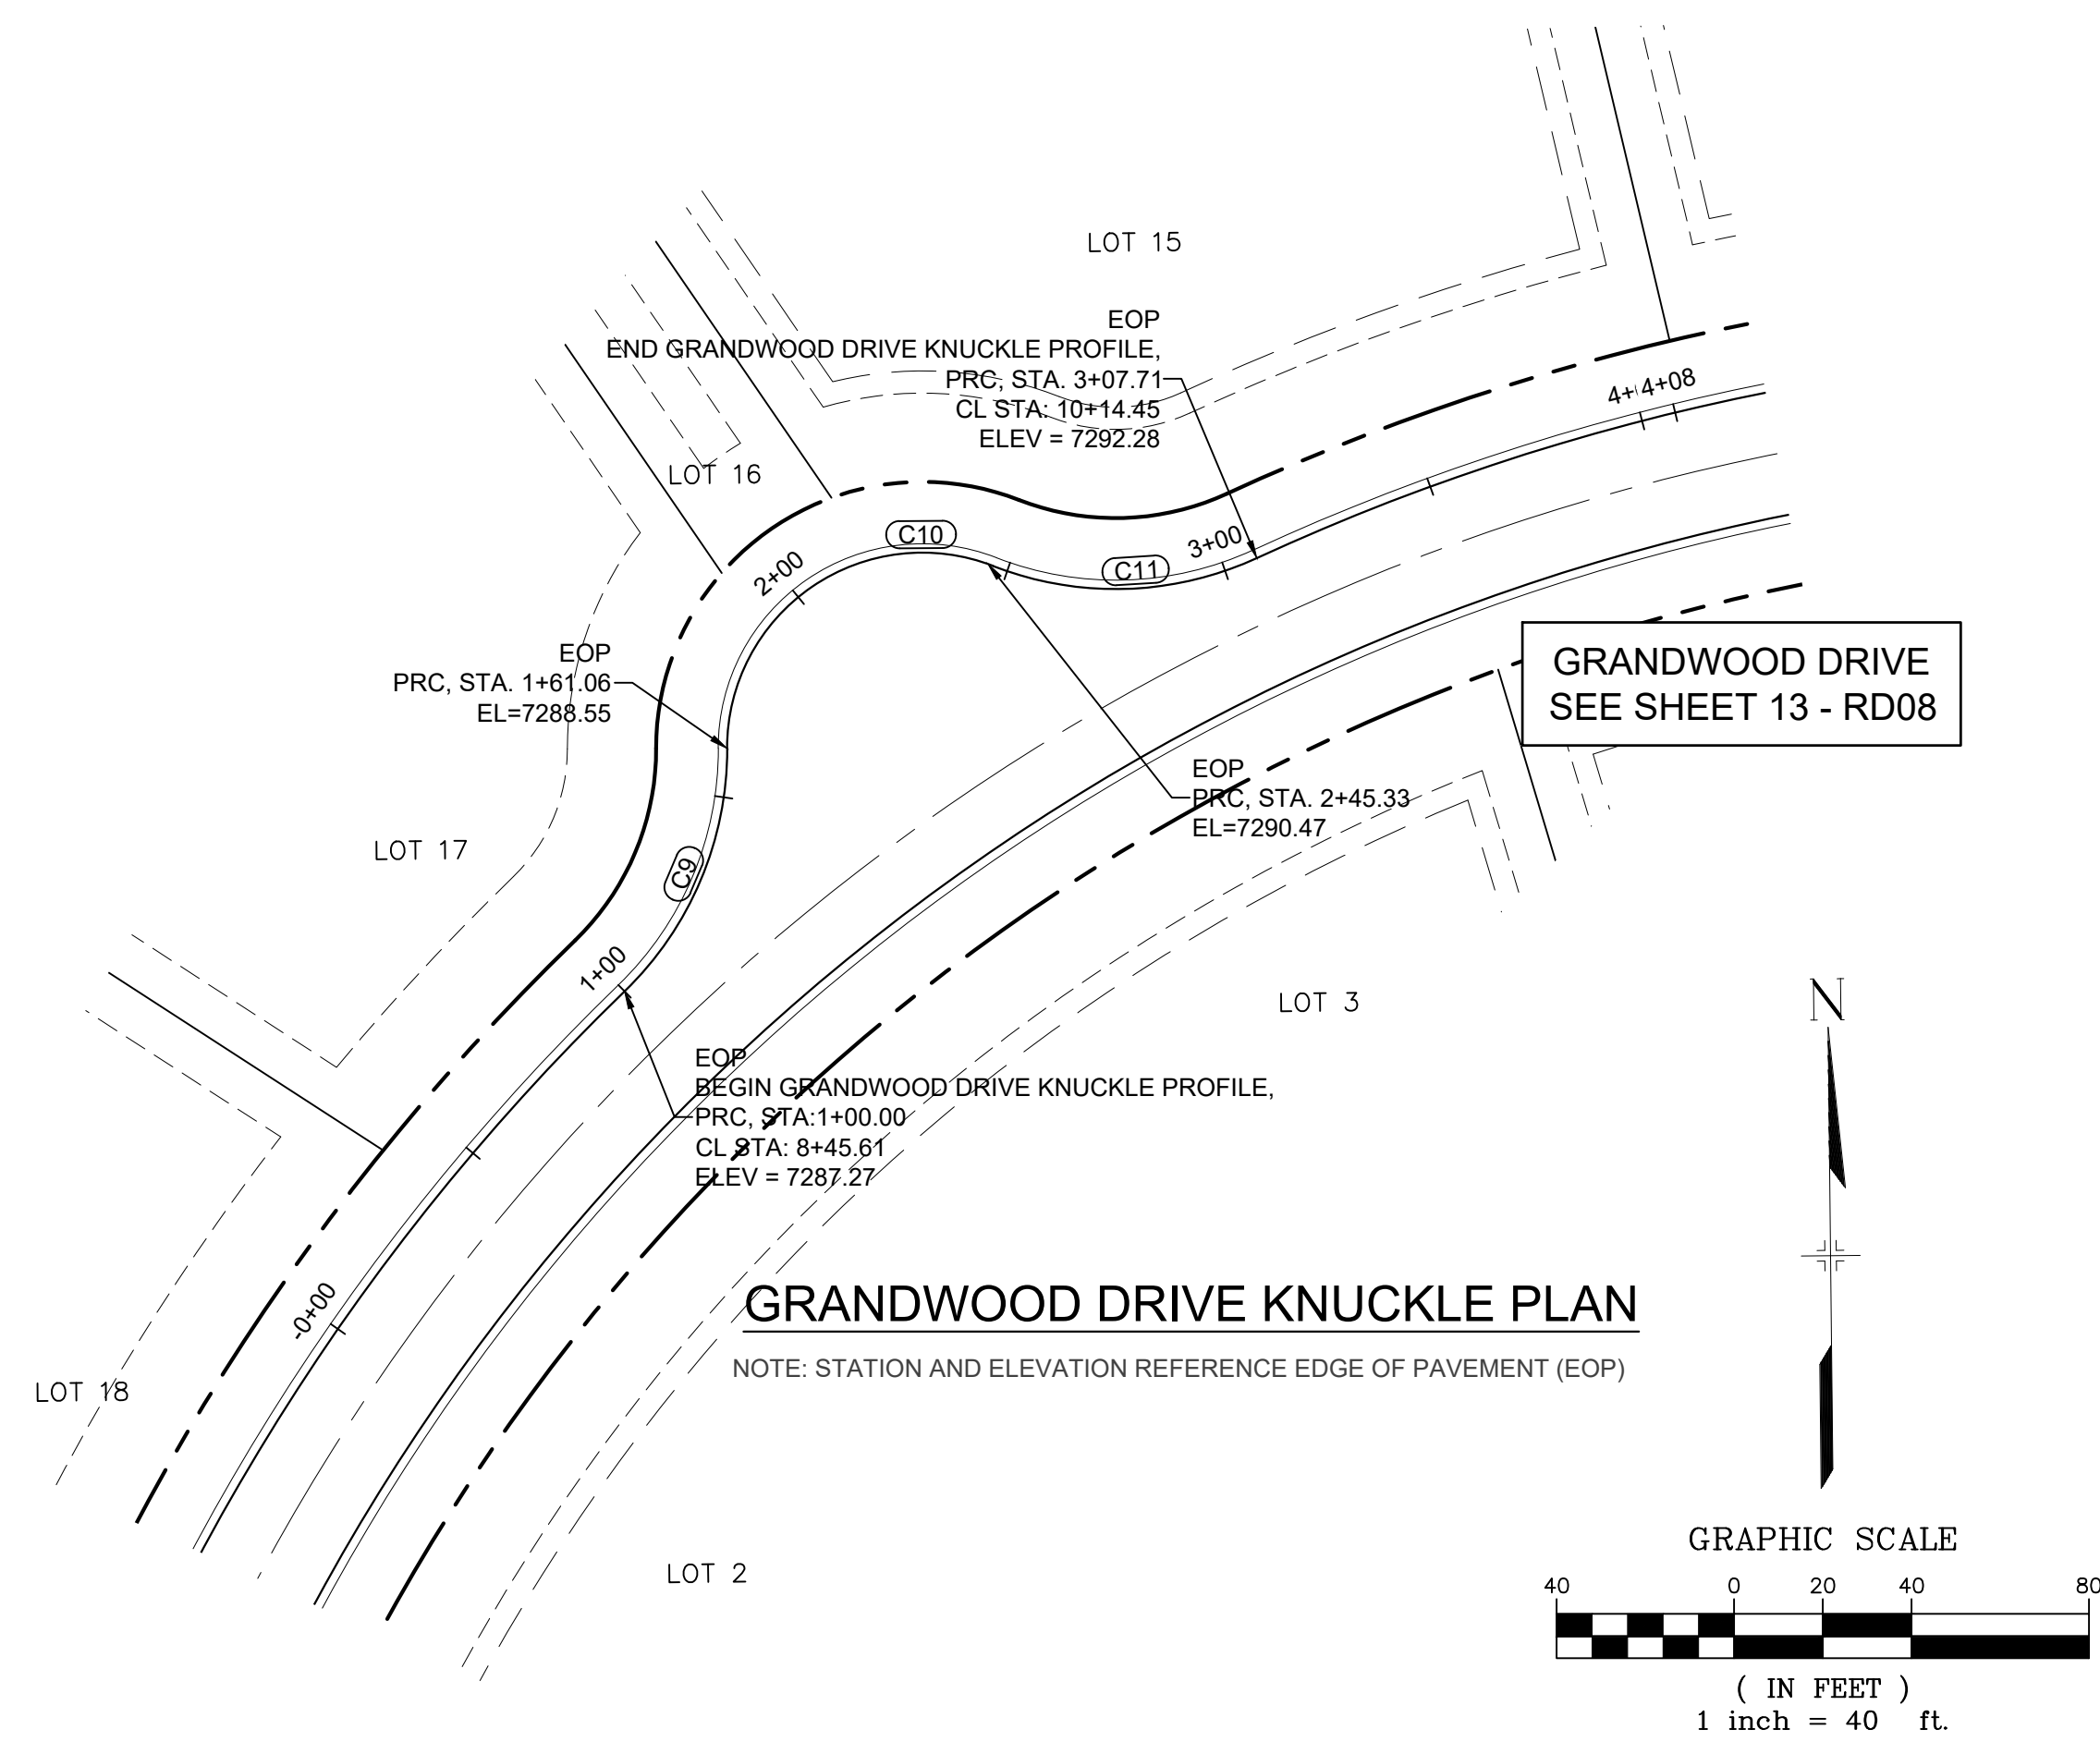 LOT 15
EOP
END GRANDWOOD DRIVE KNUCKLE PROFILE,
PRC, STA. 3+07.71
CL STA: 10+14.45
ELEV = 7292.28
4+08
LOT 16
C10
3+00
C11
2+00
EOP
PRC, STA. 1+61.06
EL=7288.55
GRANDWOOD DRIVE
SEE SHEET 13 - RD08
EOP
PRC, STA. 2+45.33
EL=7290.47
LOT 17
C9
1+00
LOT 3
N
EOP
BEGIN GRANDWOOD DRIVE KNUCKLE PROFILE,
PRC, STA:1+00.00
CL STA: 8+45.61
ELEV = 7287.27
-0+00
GRANDWOOD DRIVE KNUCKLE PLAN
NOTE: STATION AND ELEVATION REFERENCE EDGE OF PAVEMENT (EOP)
LOT 18
LOT 2
GRAPHIC SCALE
40 0 20 40 80
( IN FEET )
1 inch = 40 ft.